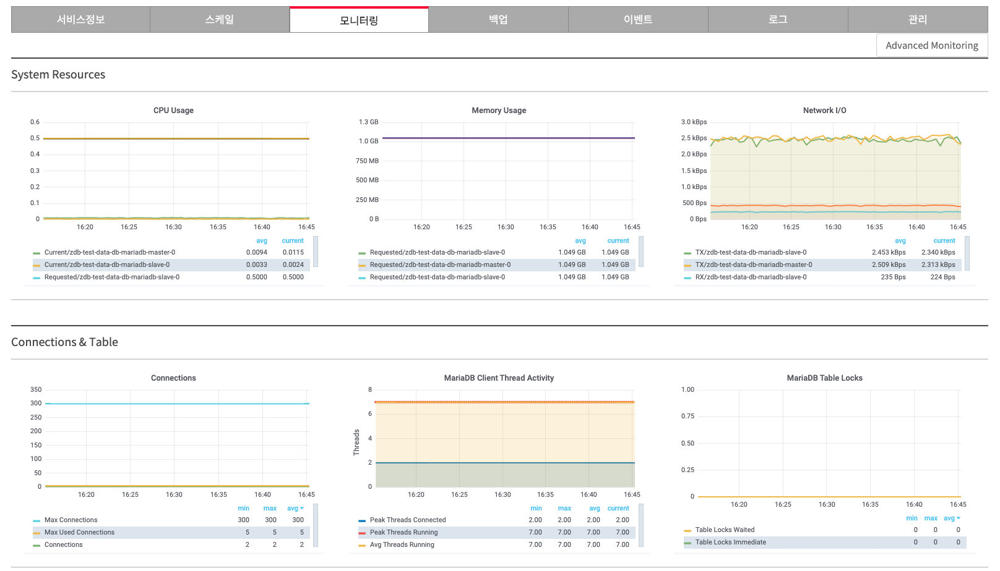 서비스정보 스케일 모니터링 백업 이벤트 로그 관리
Advanced Monitoring
System Resources
CPU Usage
0.6
0.5
0.4
0.3
0.2
0.1
0
16:20 16:25 16:30 16:35 16:40 16:45
avg current
Current/zdb-test-data-db-mariadb-master-0 0.0094 0.0115
Current/zdb-test-data-db-mariadb-slave-0 0.0033 0.0024
Requested/zdb-test-data-db-mariadb-slave-0 0.5000 0.5000
Memory Usage
1.3 GB
1.0 GB
750 MB
500 MB
250 MB
0 B
16:20 16:25 16:30 16:35 16:40 16:45
avg current
Requested/zdb-test-data-db-mariadb-slave-0 1.049 GB 1.049 GB
Requested/zdb-test-data-db-mariadb-master-0 1.049 GB 1.049 GB
Requested/zdb-test-data-db-mariadb-slave-0 1.049 GB 1.049 GB
Network I/O
3.0 kBps
2.5 kBps
2.0 kBps
1.5 kBps
1.0 kBps
500 Bps
0 Bps
16:20 16:25 16:30 16:35 16:40 16:45
avg current
TX/zdb-test-data-db-mariadb-slave-0 2.453 kBps 2.340 kBps
TX/zdb-test-data-db-mariadb-master-0 2.509 kBps 2.313 kBps
RX/zdb-test-data-db-mariadb-slave-0 235 Bps 224 Bps
Connections & Table
Connections
350
300
250
200
150
100
50
0
16:20 16:25 16:30 16:35 16:40 16:45
min max avg
Max Connections 300 300 300
Max Used Connections 5 5 5
Connections 2 2 2
MariaDB Client Thread Activity
Threads
8
6
4
2
0
16:20 16:25 16:30 16:35 16:40 16:45
min max avg current
Peak Threads Connected 2.00 2.00 2.00 2.00
Peak Threads Running 7.00 7.00 7.00 7.00
Avg Threads Running 7.00 7.00 7.00 7.00
MariaDB Table Locks
1.00
0.75
0.50
0.25
0
16:20 16:25 16:30 16:35 16:40 16:45
min max avg
Table Locks Waited 0 0 0
Table Locks Immediate 0 0 0